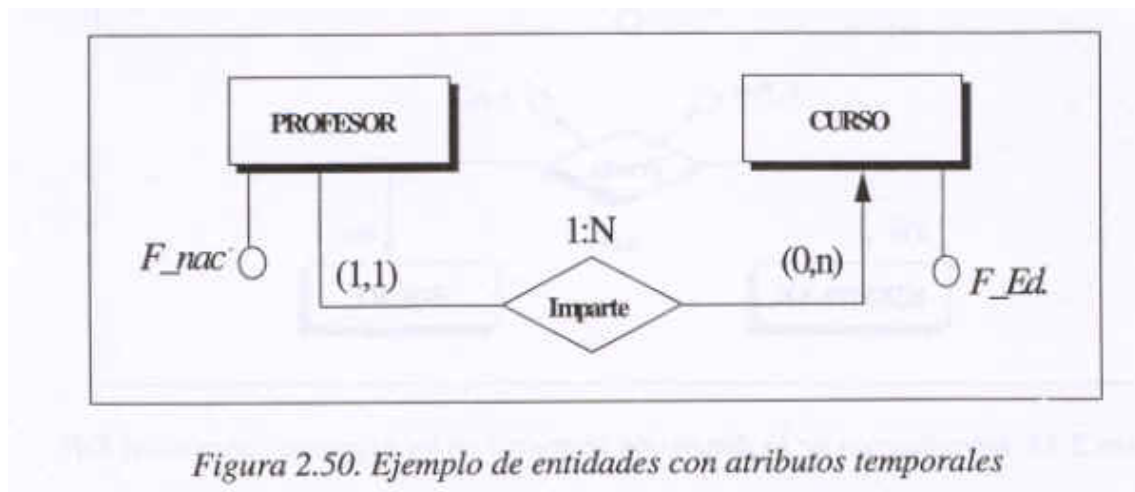 PROFESOR
CURSO
F_nac
(1,1)
1:N
Imparte
(0,n)
F_Ed.
Figura 2.50. Ejemplo de entidades con atributos temporales